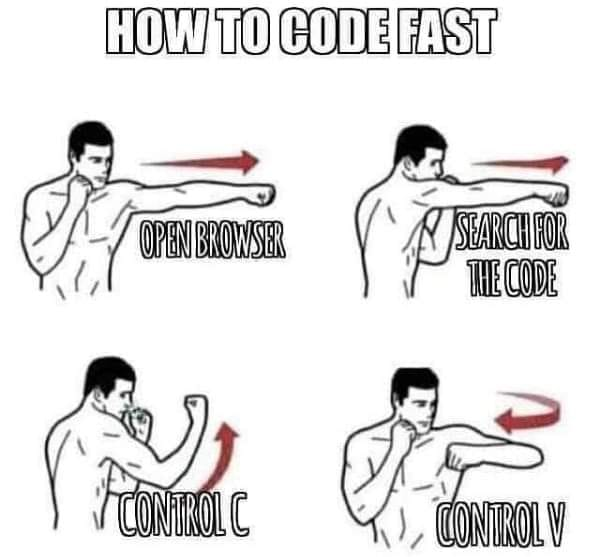 HOW TO CODE FAST
OPEN BROWSER
SEARCH FOR
THE CODE
CONTROL C
CONTROL V